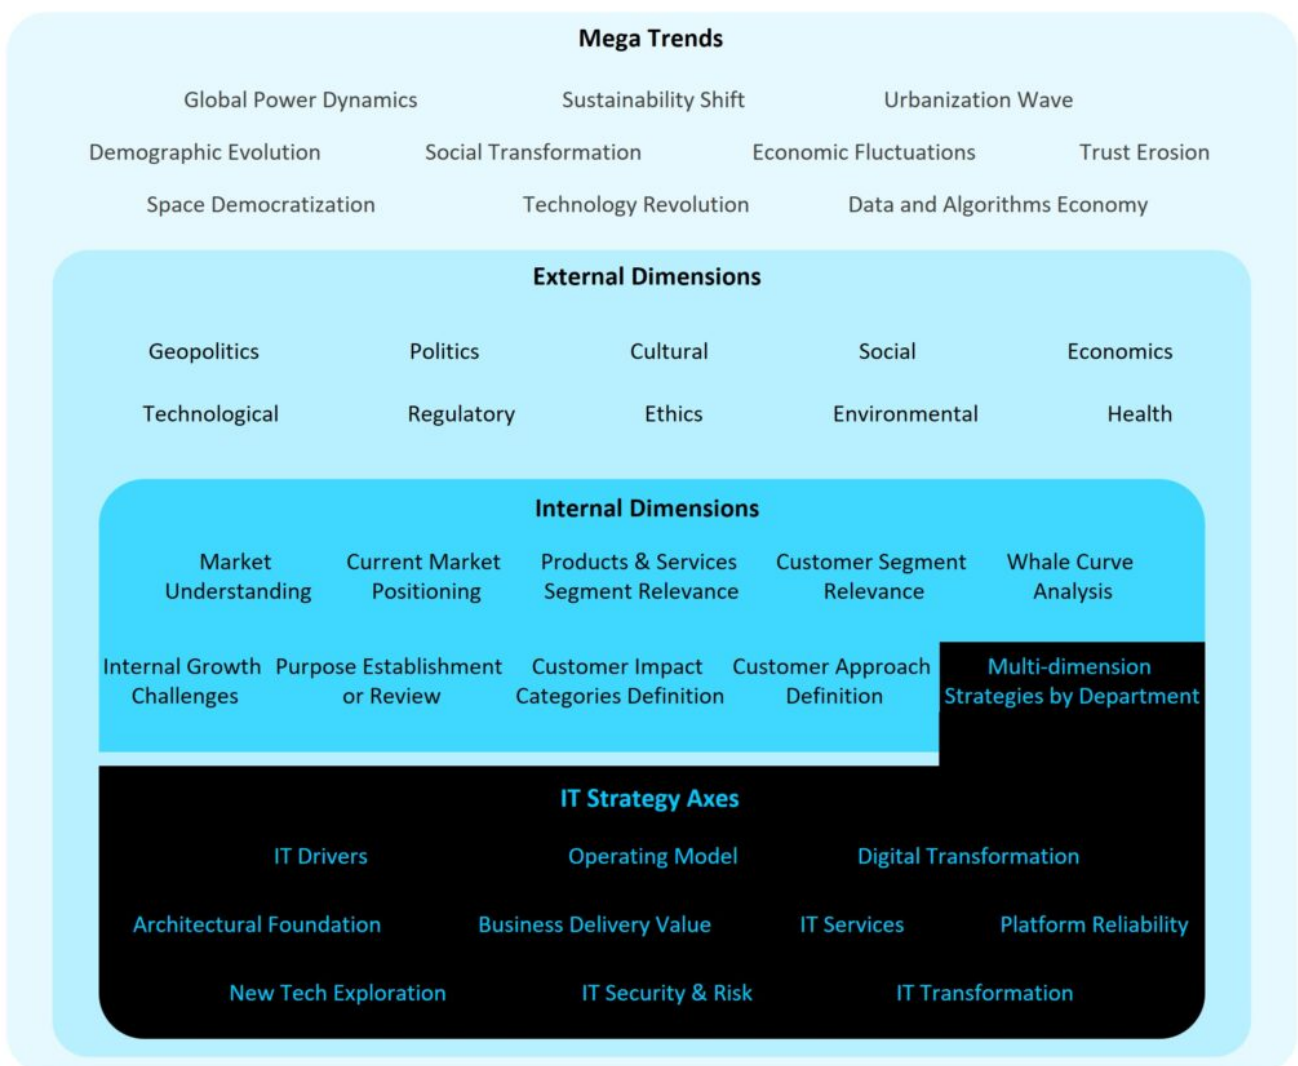 Mega Trends
Global Power Dynamics Sustainability Shift Urbanization Wave
Demographic Evolution Social Transformation Economic Fluctuations Trust Erosion
Space Democratization Technology Revolution Data and Algorithms Economy
External Dimensions
Geopolitics Politics Cultural Social Economics
Technological Regulatory Ethics Environmental Health
Internal Dimensions
Market Understanding
Current Market Positioning
Products & Services Segment Relevance
Customer Segment Relevance
Whale Curve Analysis
Internal Growth Challenges
Purpose Establishment or Review
Customer Impact Categories Definition
Customer Approach Definition
Multi-dimension Strategies by Department
IT Strategy Axes
IT Drivers Operating Model Digital Transformation
Architectural Foundation Business Delivery Value IT Services Platform Reliability
New Tech Exploration IT Security & Risk IT Transformation